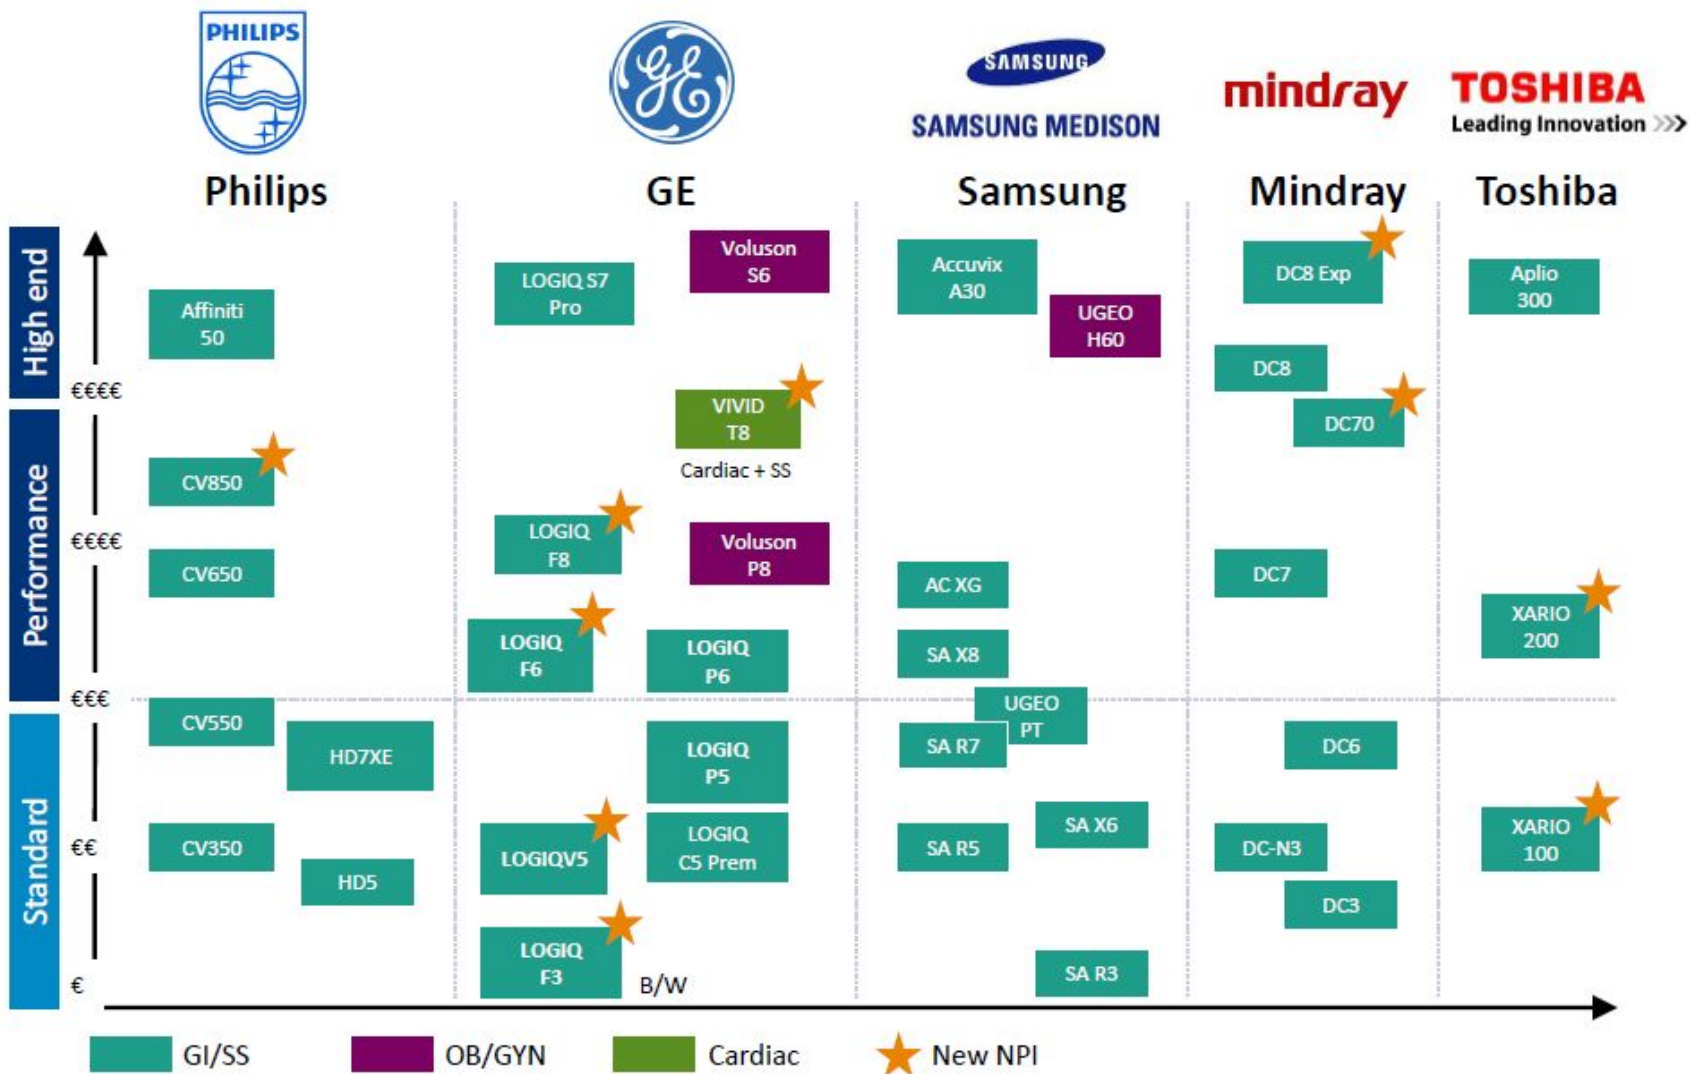 PHILIPS
GE
SAMSUNG
SAMSUNG MEDISON
mindray
TOSHIBA
Leading Innovation >>>
Philips
GE
Samsung
Mindray
Toshiba
High end
Performance
Standard
€€€€
€€€€
€€€
€€
€
Affiniti
50
CV850
CV650
CV550
HD7XE
CV350
HD5
LOGIQ S7
Pro
Voluson
S6
VIVID
T8
Cardiac + SS
LOGIQ
F8
Voluson
P8
LOGIQ
F6
LOGIQ
P6
LOGIQ
P5
LOGIQV5
LOGIQ
C5 Prem
LOGIQ
F3
B/W
Accuvix
A30
UGEO
H60
AC XG
SA X8
UGEO
PT
SA R7
SA X6
SA R5
SA R3
DC8 Exp
DC8
DC70
DC7
DC6
DC-N3
DC3
Aplio
300
XARIO
200
XARIO
100
GI/SS
OB/GYN
Cardiac
New NPI